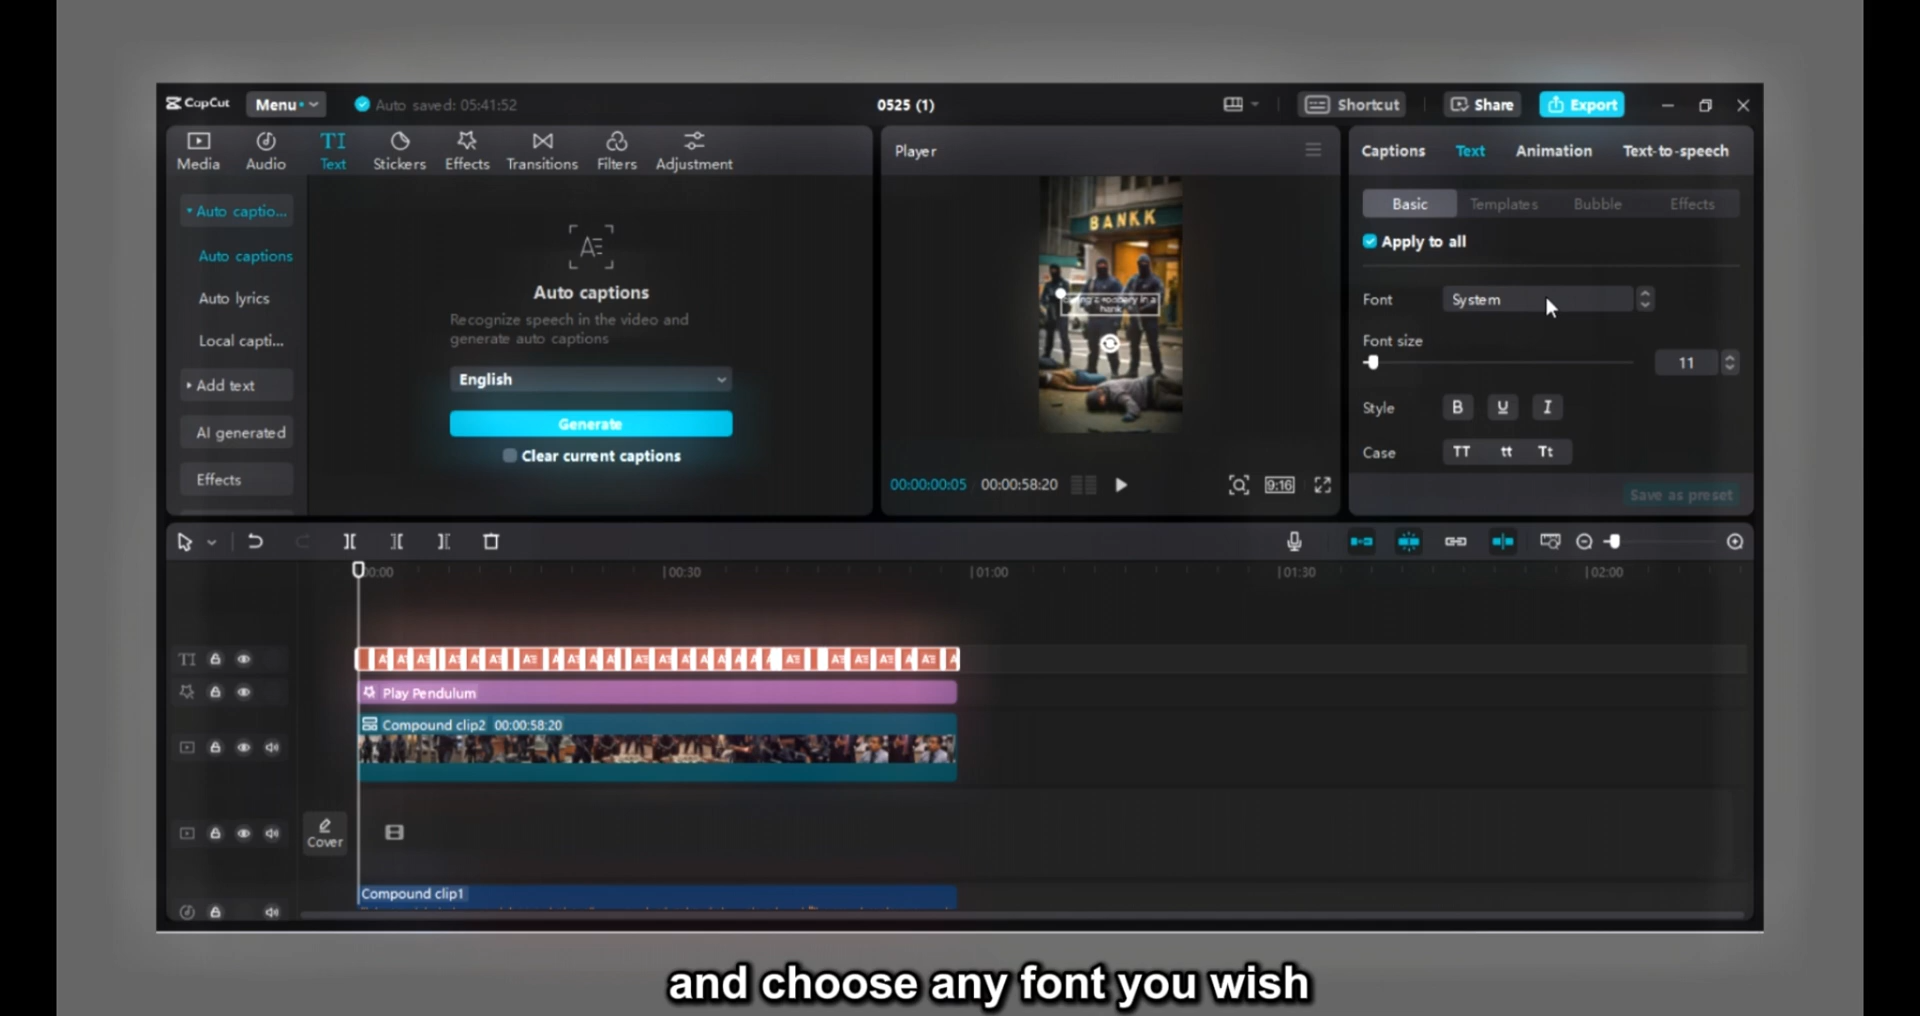 CapCut Menu Auto saved: 05:41:52 0525 (1) Shortcut Share Export
Media Audio TI Text Stickers Effects Transitions Filters Adjustment
Auto captio...
Auto captions
Auto lyrics
Local capti...
Add text
AI generated
Effects
Auto captions
Recognize speech in the video and
generate auto captions
English
Generate
Clear current captions
Player
BANKK
in a
00:00:00:05 00:00:58:20 9:16
Captions Text Animation Text-to-speech
Basic Templates Bubble Effects
Apply to all
Font System
Font size
11
Style B U I
Case TT tt Tt
Save as preset
00:00 00:30 01:00 01:30 02:00
TI
Play Pendulum
Compound clip2 00:00:58:20
Cover
Compound clip1
and choose any font you wish